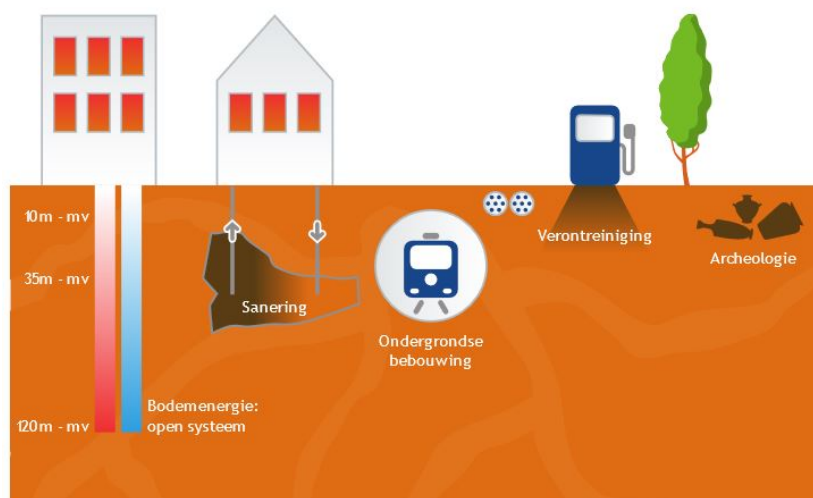 10m - mv
35m - mv
120m - mv
Bodemenergie:
open systeem
Sanering
Ondergrondse
bebouwing
Verontreiniging
Archeologie